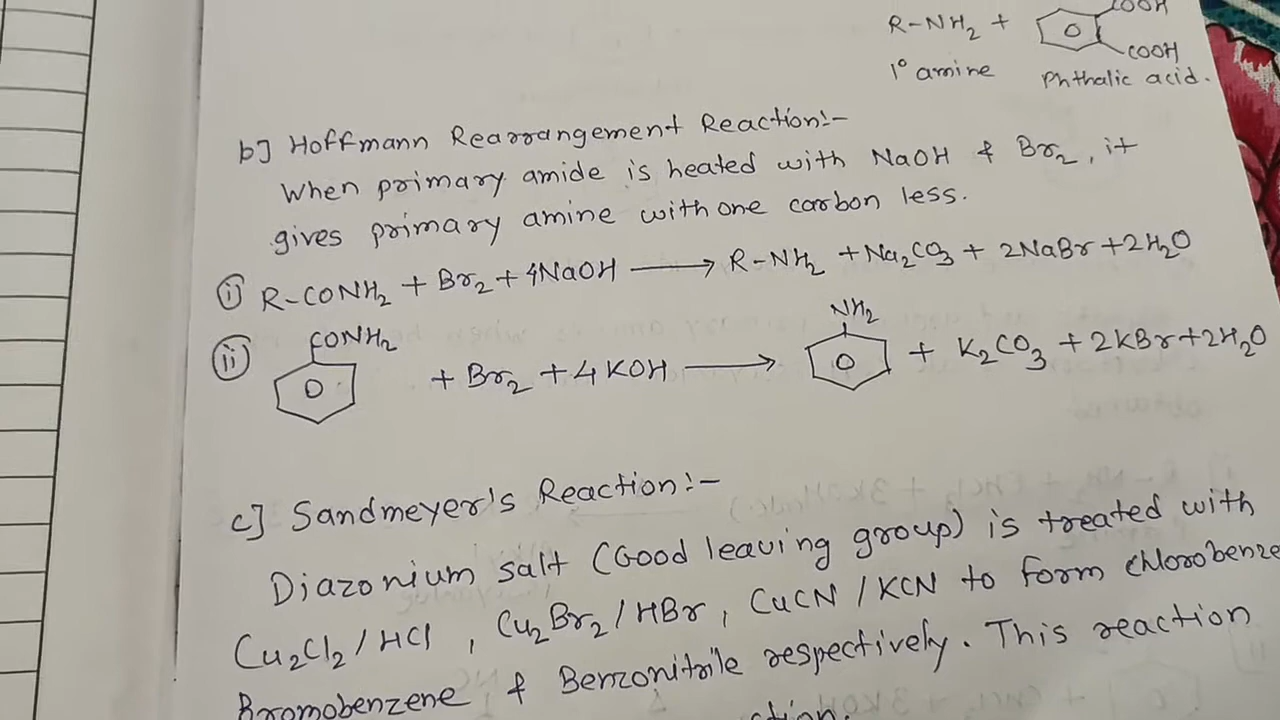 R-NH2 + COOH
COOH
1° amine Phthalic acid.
b] Hoffmann Rearrangement Reaction:-
When primary amide is heated with NaOH & Br2, it
gives primary amine with one carbon less.
i) R-CONH2 + Br2 + 4NaOH ⟶ R-NH2 + Na2CO3 + 2NaBr + 2H2O
ii) CONH2 + Br2 + 4 KOH ⟶ NH2 + K2CO3 + 2KBr + 2H2O
c] Sandmeyer's Reaction:-
Diazonium salt (Good leaving group) is treated with
Cu2Cl2 / HCl, Cu2Br2 / HBr, CuCN / KCN to form chlorobenze
Bromobenzene & Benzonitrile respectively. This reaction
ction.